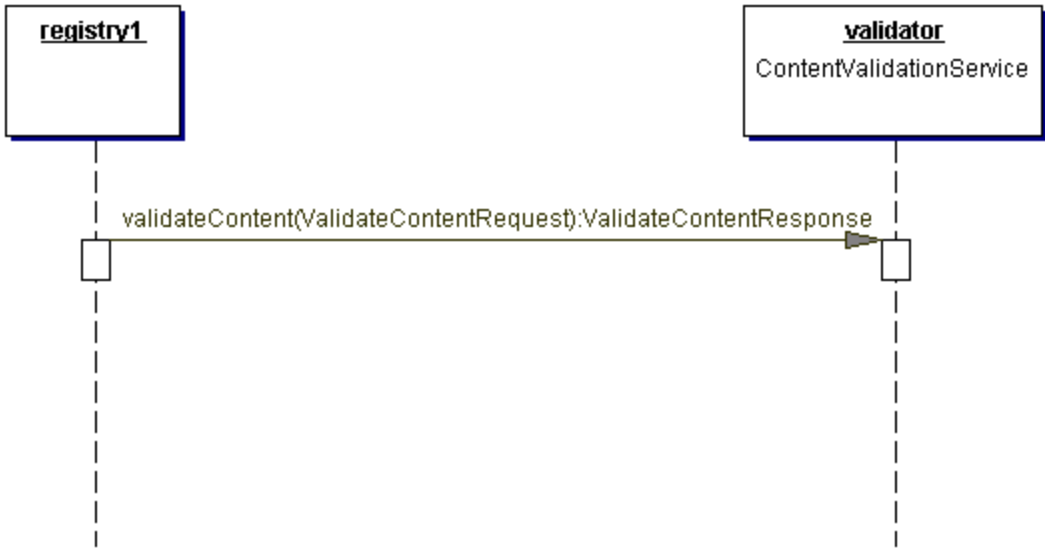 registry1
validator
ContentValidationService
validateContent(ValidateContentRequest):ValidateContentResponse